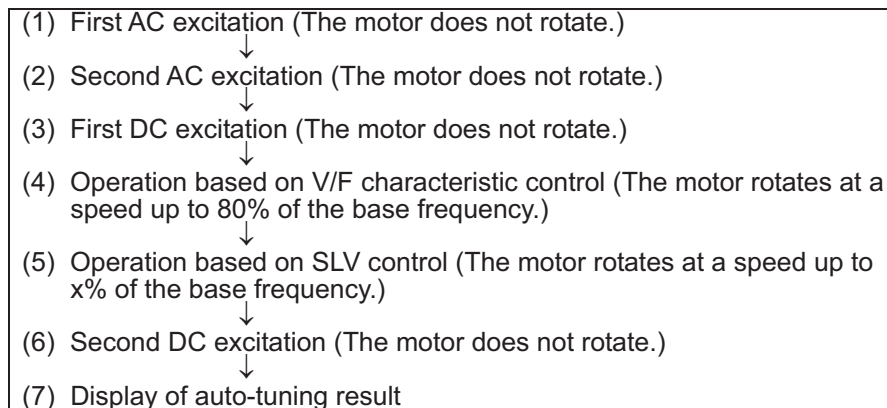 (1) First AC excitation (The motor does not rotate.)
↓
(2) Second AC excitation (The motor does not rotate.)
↓
(3) First DC excitation (The motor does not rotate.)
↓
(4) Operation based on V/F characteristic control (The motor rotates at a
speed up to 80% of the base frequency.)
↓
(5) Operation based on SLV control (The motor rotates at a speed up to
x% of the base frequency.)
↓
(6) Second DC excitation (The motor does not rotate.)
↓
(7) Display of auto-tuning result